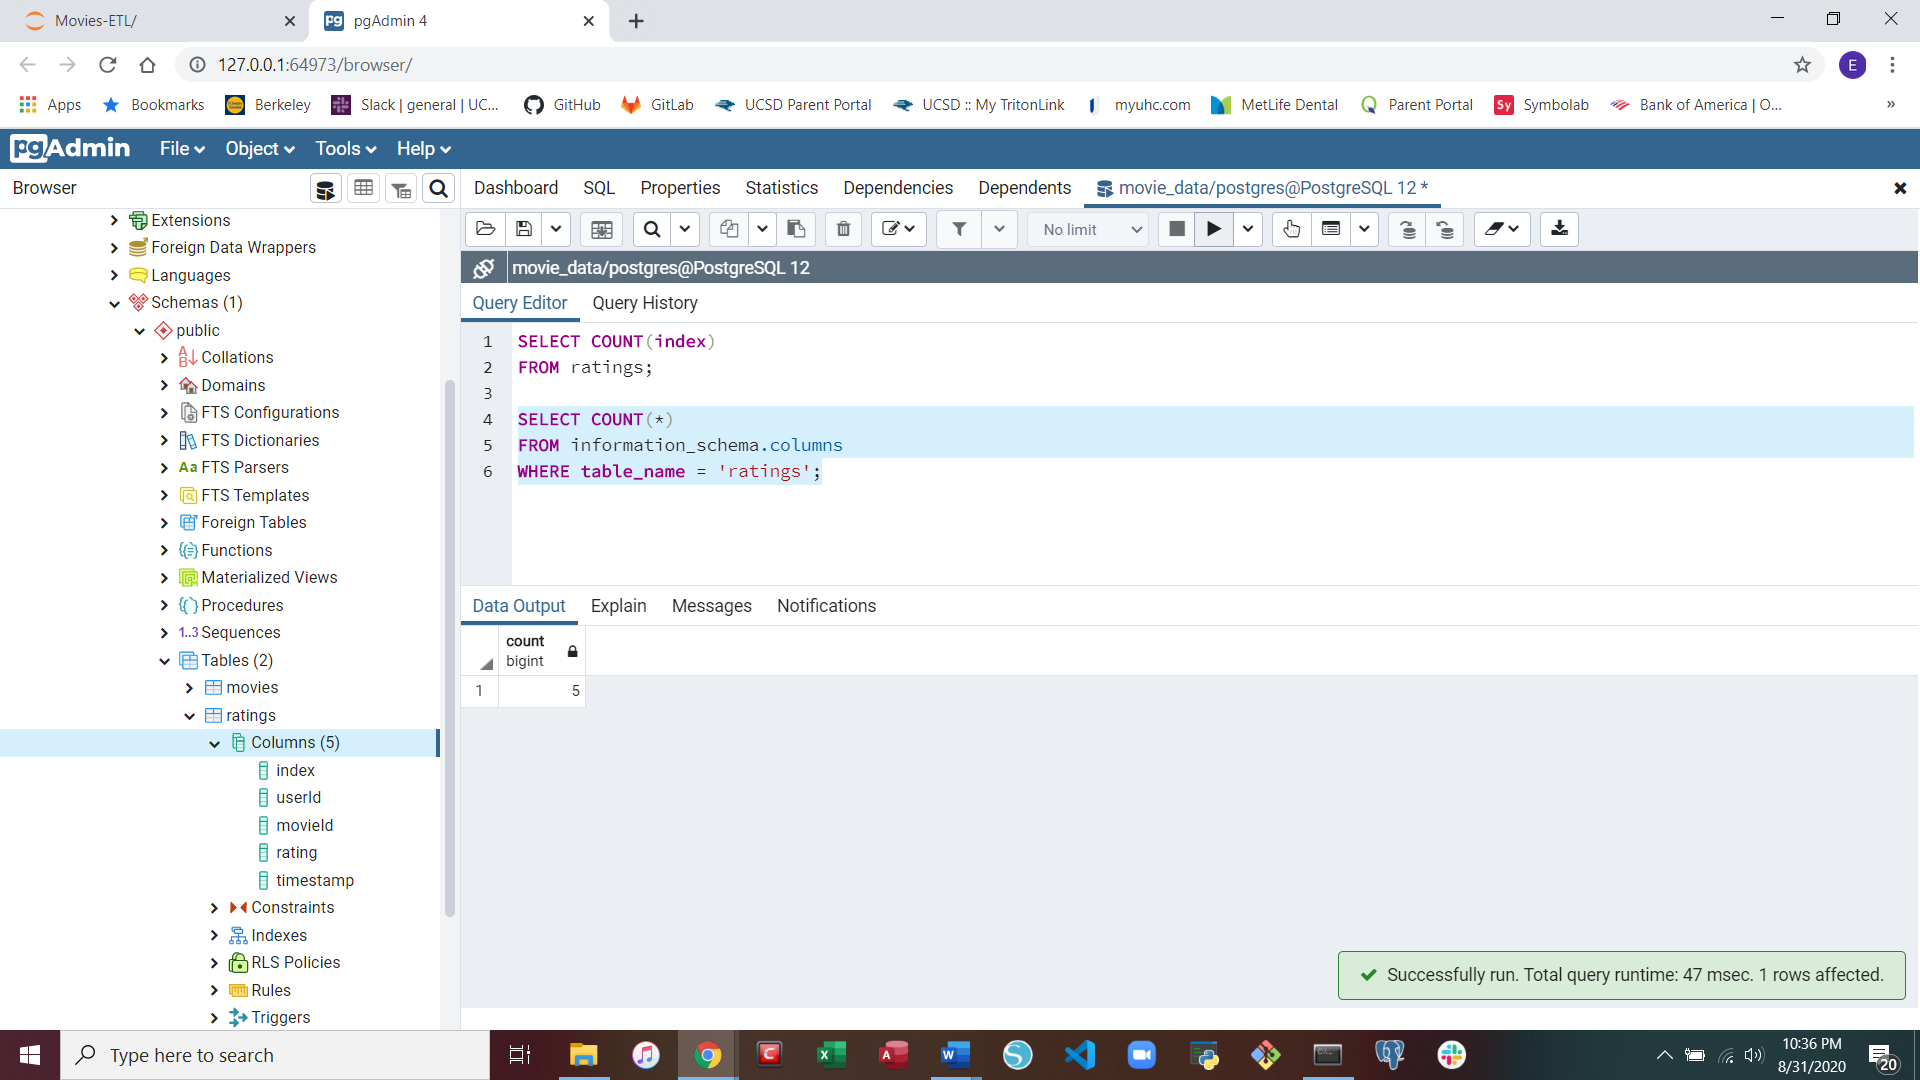 Movies-ETL/
pgAdmin 4
127.0.0.1:64973/browser/
E
Apps
Bookmarks
Berkeley
Slack | general | UC...
GitHub
GitLab
UCSD Parent Portal
UCSD :: My TritonLink
myuhc.com
MetLife Dental
Parent Portal
Sy Symbolab
Bank of America | O...
»
pgAdmin
File
Object
Tools
Help
Browser
Dashboard
SQL
Properties
Statistics
Dependencies
Dependents
movie_data/postgres@PostgreSQL 12 *
No limit
movie_data/postgres@PostgreSQL 12
Query Editor
Query History
1 SELECT COUNT(index)
2 FROM ratings;
3
4 SELECT COUNT(*)
5 FROM information_schema.columns
6 WHERE table_name = 'ratings';
Extensions
Foreign Data Wrappers
Languages
Schemas (1)
public
Collations
Domains
FTS Configurations
FTS Dictionaries
Aa FTS Parsers
FTS Templates
Foreign Tables
Functions
Materialized Views
Procedures
1..3 Sequences
Tables (2)
movies
ratings
Columns (5)
index
userId
movieId
rating
timestamp
Constraints
Indexes
RLS Policies
Rules
Triggers
Data Output
Explain
Messages
Notifications
count
bigint
1 5
Successfully run. Total query runtime: 47 msec. 1 rows affected.
Type here to search
10:36 PM
8/31/2020
20